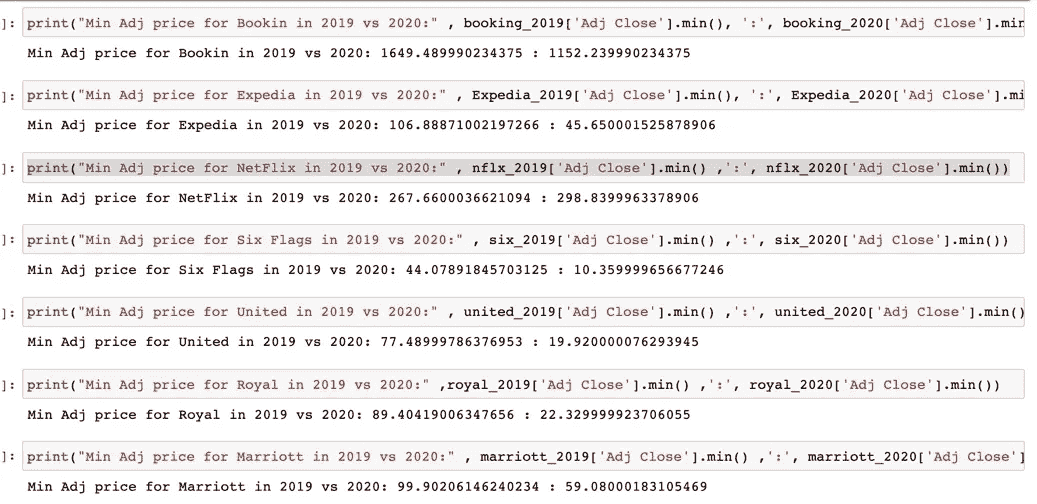 ]: print("Min Adj price for Bookin in 2019 vs 2020:" , booking_2019['Adj Close'].min(), ':', booking_2020['Adj Close'].min
Min Adj price for Bookin in 2019 vs 2020: 1649.489990234375 : 1152.239990234375
]: print("Min Adj price for Expedia in 2019 vs 2020:" , Expedia_2019['Adj Close'].min(), ':', Expedia_2020['Adj Close'].mi
Min Adj price for Expedia in 2019 vs 2020: 106.88871002197266 : 45.650001525878906
]: print("Min Adj price for NetFlix in 2019 vs 2020:" , nflx_2019['Adj Close'].min() ,':', nflx_2020['Adj Close'].min())
Min Adj price for NetFlix in 2019 vs 2020: 267.6600036621094 : 298.8399963378906
]: print("Min Adj price for Six Flags in 2019 vs 2020:" , six_2019['Adj Close'].min() ,':', six_2020['Adj Close'].min())
Min Adj price for Six Flags in 2019 vs 2020: 44.07891845703125 : 10.359999656677246
]: print("Min Adj price for United in 2019 vs 2020:" , united_2019['Adj Close'].min() ,':', united_2020['Adj Close'].min()
Min Adj price for United in 2019 vs 2020: 77.48999786376953 : 19.920000076293945
]: print("Min Adj price for Royal in 2019 vs 2020:" ,royal_2019['Adj Close'].min() ,':', royal_2020['Adj Close'].min())
Min Adj price for Royal in 2019 vs 2020: 89.40419006347656 : 22.329999923706055
]: print("Min Adj price for Marriott in 2019 vs 2020:" , marriott_2019['Adj Close'].min() ,':', marriott_2020['Adj Close']
Min Adj price for Marriott in 2019 vs 2020: 99.90206146240234 : 59.08000183105469